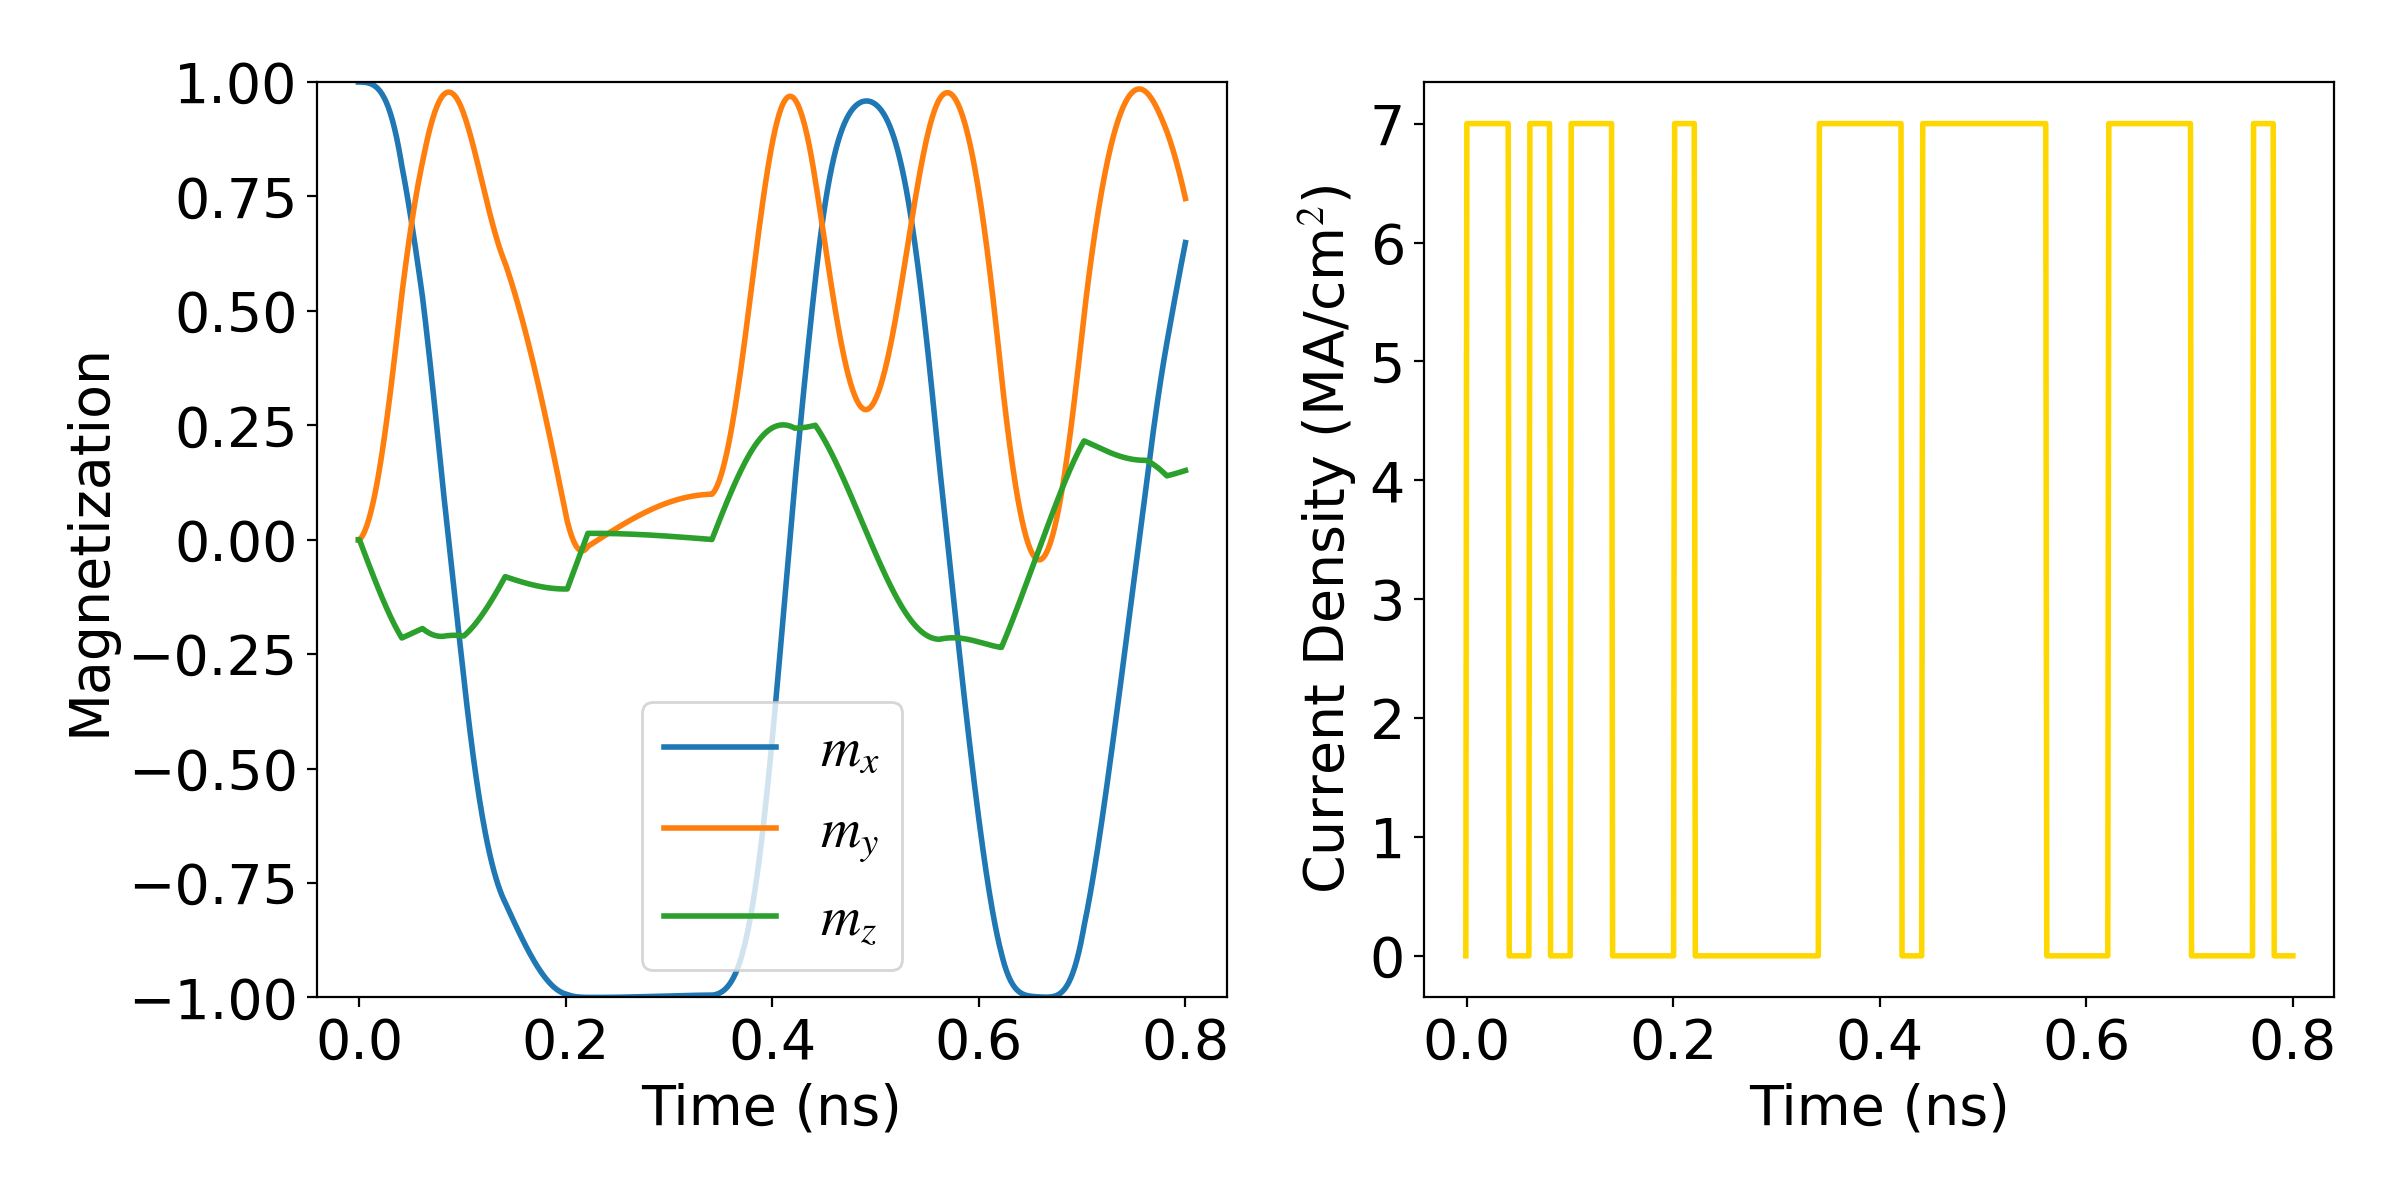 1.00
0.75
0.50
0.25
0.00
−0.25
−0.50
−0.75
−1.00
Magnetization
0.0 0.2 0.4 0.6 0.8
Time (ns)
m_x
m_y
m_z
7
6
5
4
3
2
1
0
Current Density (MA/cm²)
0.0 0.2 0.4 0.6 0.8
Time (ns)